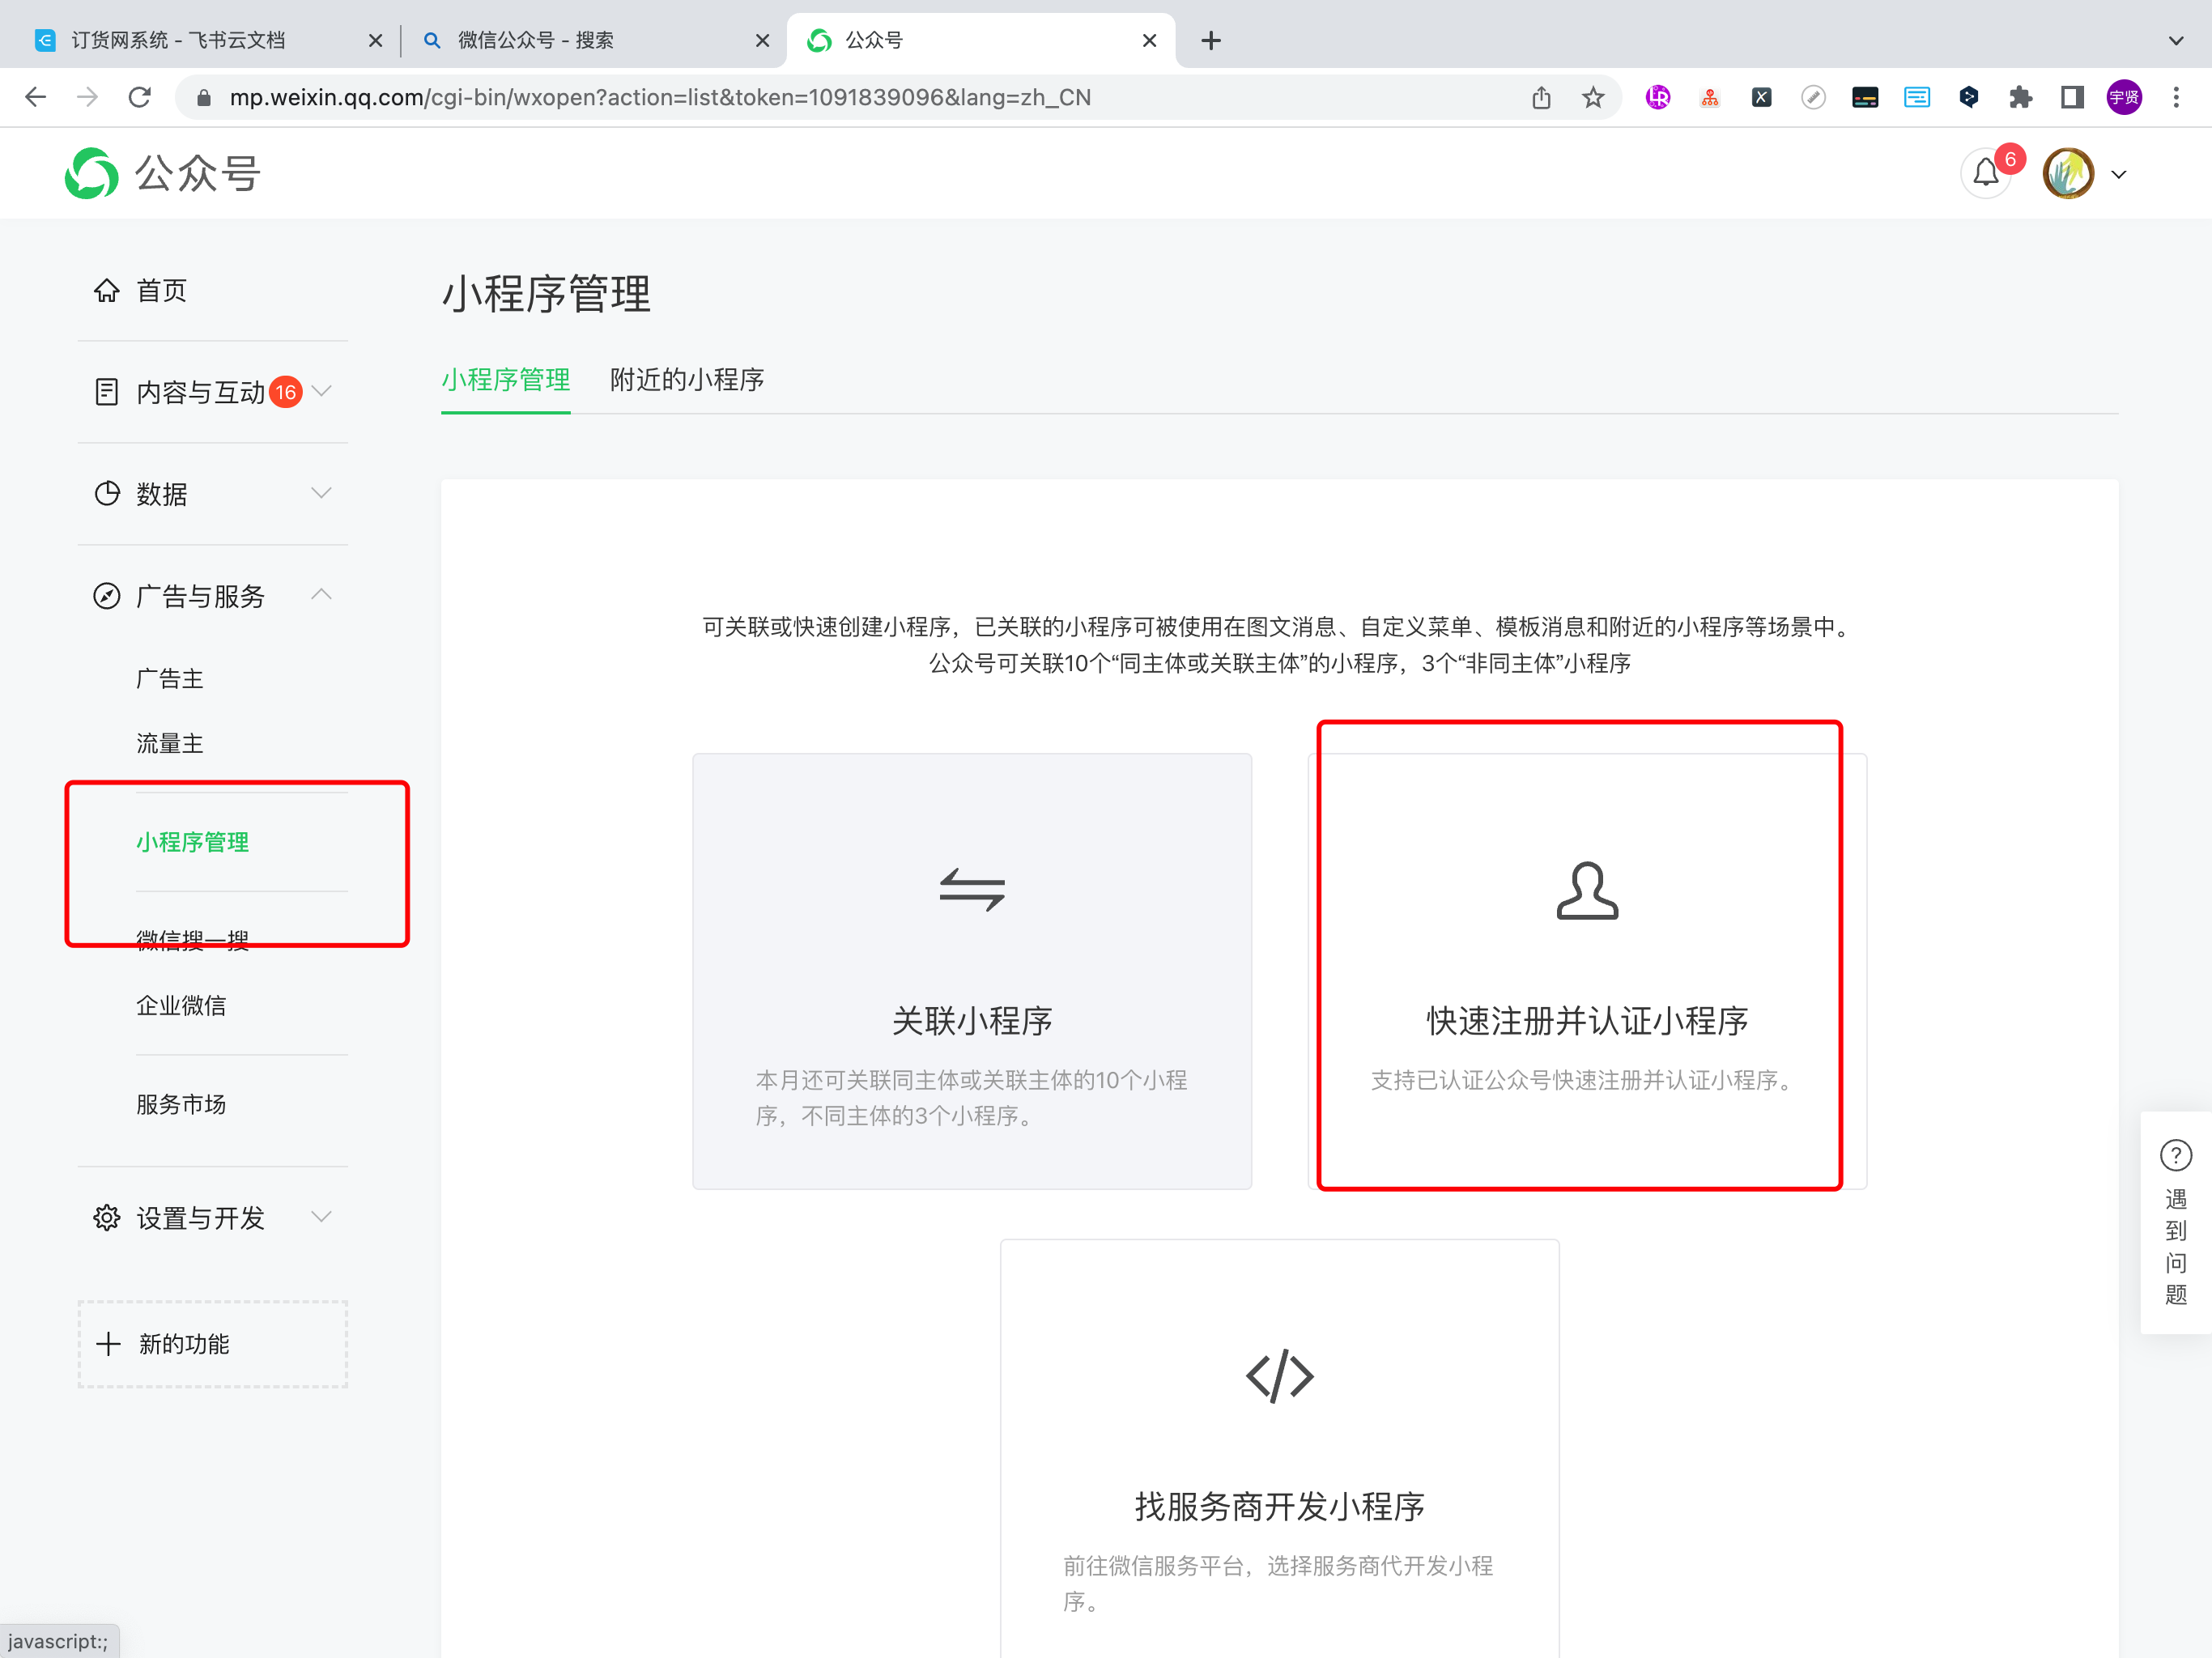 订货网系统 - 飞书云文档
微信公众号 - 搜索
公众号
mp.weixin.qq.com/cgi-bin/wxopen?action=list&token=1091839096&lang=zh_CN
宇贤
公众号
6
首页
内容与互动 16
数据
广告与服务
广告主
流量主
小程序管理
微信搜一搜
企业微信
服务市场
设置与开发
新的功能
小程序管理
小程序管理
附近的小程序
可关联或快速创建小程序，已关联的小程序可被使用在图文消息、自定义菜单、模板消息和附近的小程序等场景中。
公众号可关联10个“同主体或关联主体”的小程序，3个“非同主体”小程序
关联小程序
本月还可关联同主体或关联主体的10个小程
序，不同主体的3个小程序。
快速注册并认证小程序
支持已认证公众号快速注册并认证小程序。
找服务商开发小程序
前往微信服务平台，选择服务商代开发小程
序。
?
遇
到
问
题
javascript:;